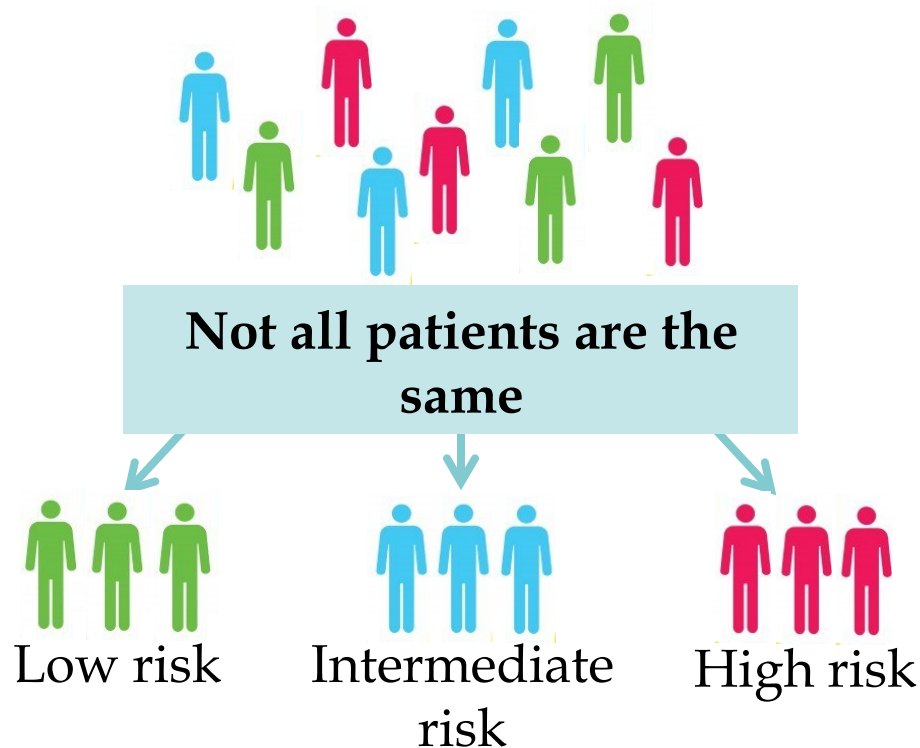 Not all patients are the
same
Low risk
Intermediate
risk
High risk